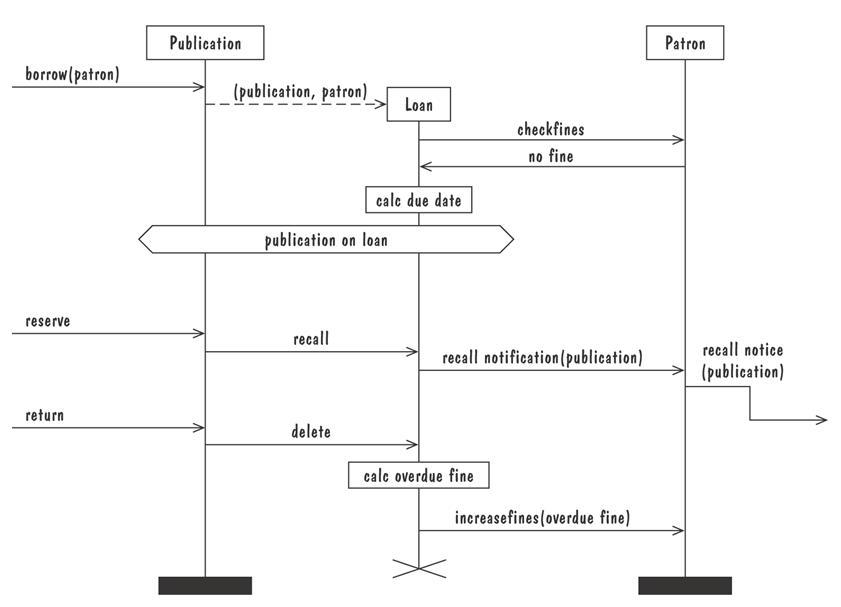 Publication
Patron
borrow(patron)
(publication, patron)
Loan
checkfines
no fine
calc due date
publication on loan
reserve
recall
recall notification(publication)
recall notice
(publication)
return
delete
calc overdue fine
increasefines(overdue fine)